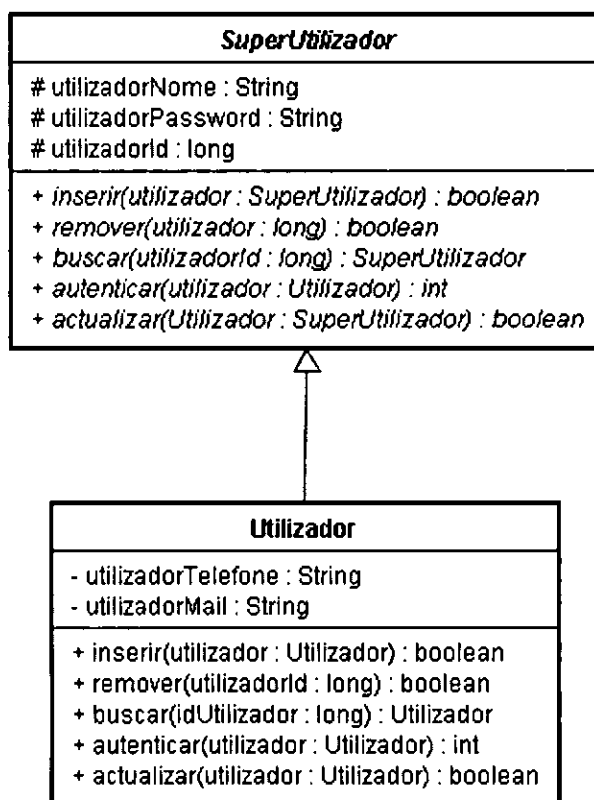 SuperUtilizador
# utilizadorNome : String
# utilizadorPassword : String
# utilizadorId : long
+ inserir(utilizador : SuperUtilizador) : boolean
+ remover(utilizador : long) : boolean
+ buscar(utilizadorId : long) : SuperUtilizador
+ autenticar(utilizador : Utilizador) : int
+ actualizar(Utilizador : SuperUtilizador) : boolean
Utilizador
- utilizadorTelefone : String
- utilizadorMail : String
+ inserir(utilizador : Utilizador) : boolean
+ remover(utilizadorId : long) : boolean
+ buscar(idUtilizador : long) : Utilizador
+ autenticar(utilizador : Utilizador) : int
+ actualizar(utilizador : Utilizador) : boolean